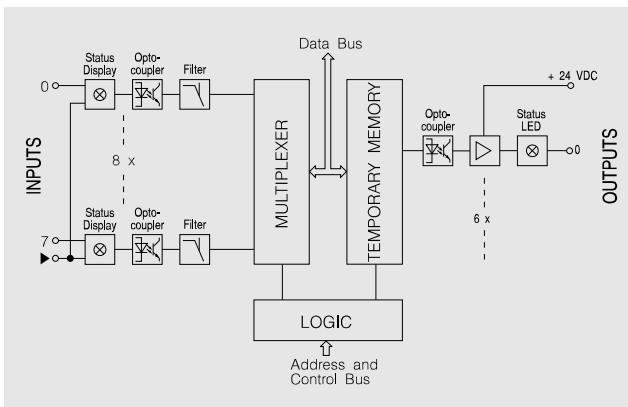 Data Bus
Status
Display
Opto-
coupler
Filter
+ 24 VDC
0
Opto-
coupler
Status
LED
0
INPUTS
8 x
MULTIPLEXER
TEMPORARY MEMORY
OUTPUTS
6 x
Status
Display
Opto-
coupler
Filter
7
LOGIC
Address and
Control Bus